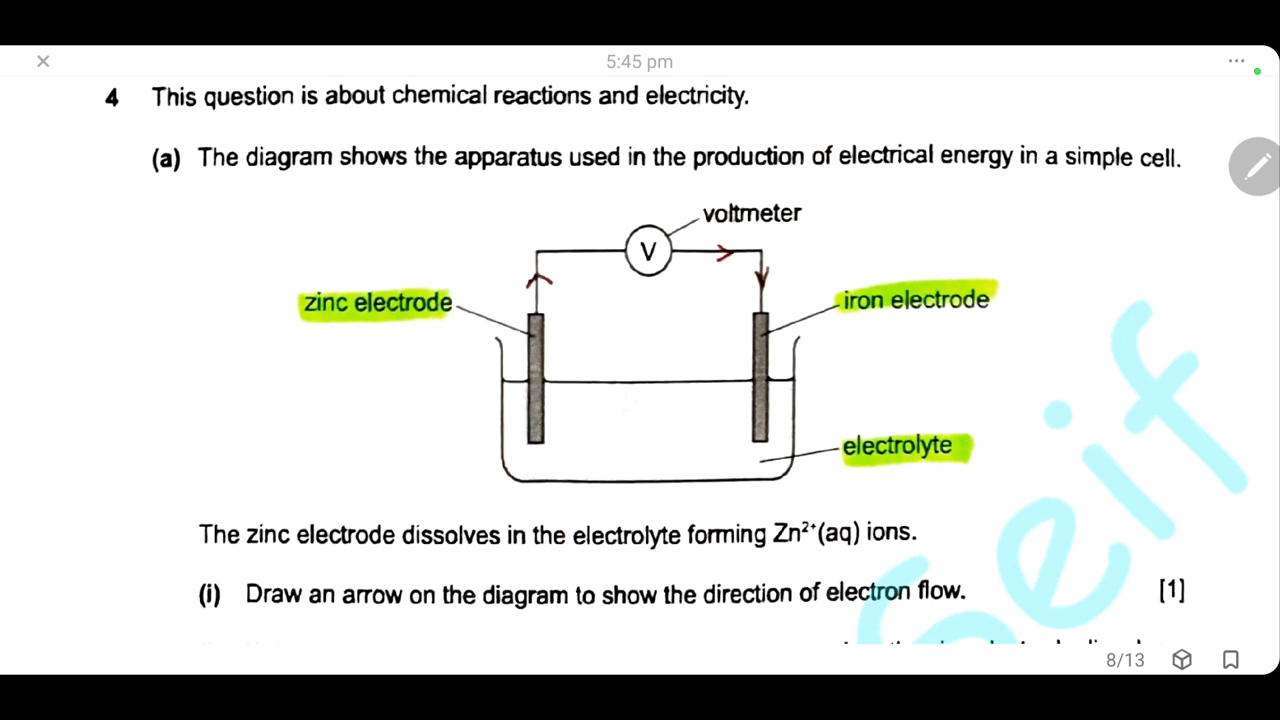 5:45 pm
4 This question is about chemical reactions and electricity.
(a) The diagram shows the apparatus used in the production of electrical energy in a simple cell.
voltmeter
V
zinc electrode
iron electrode
electrolyte
The zinc electrode dissolves in the electrolyte forming Zn²⁺(aq) ions.
(i) Draw an arrow on the diagram to show the direction of electron flow. [1]
Seif
8/13